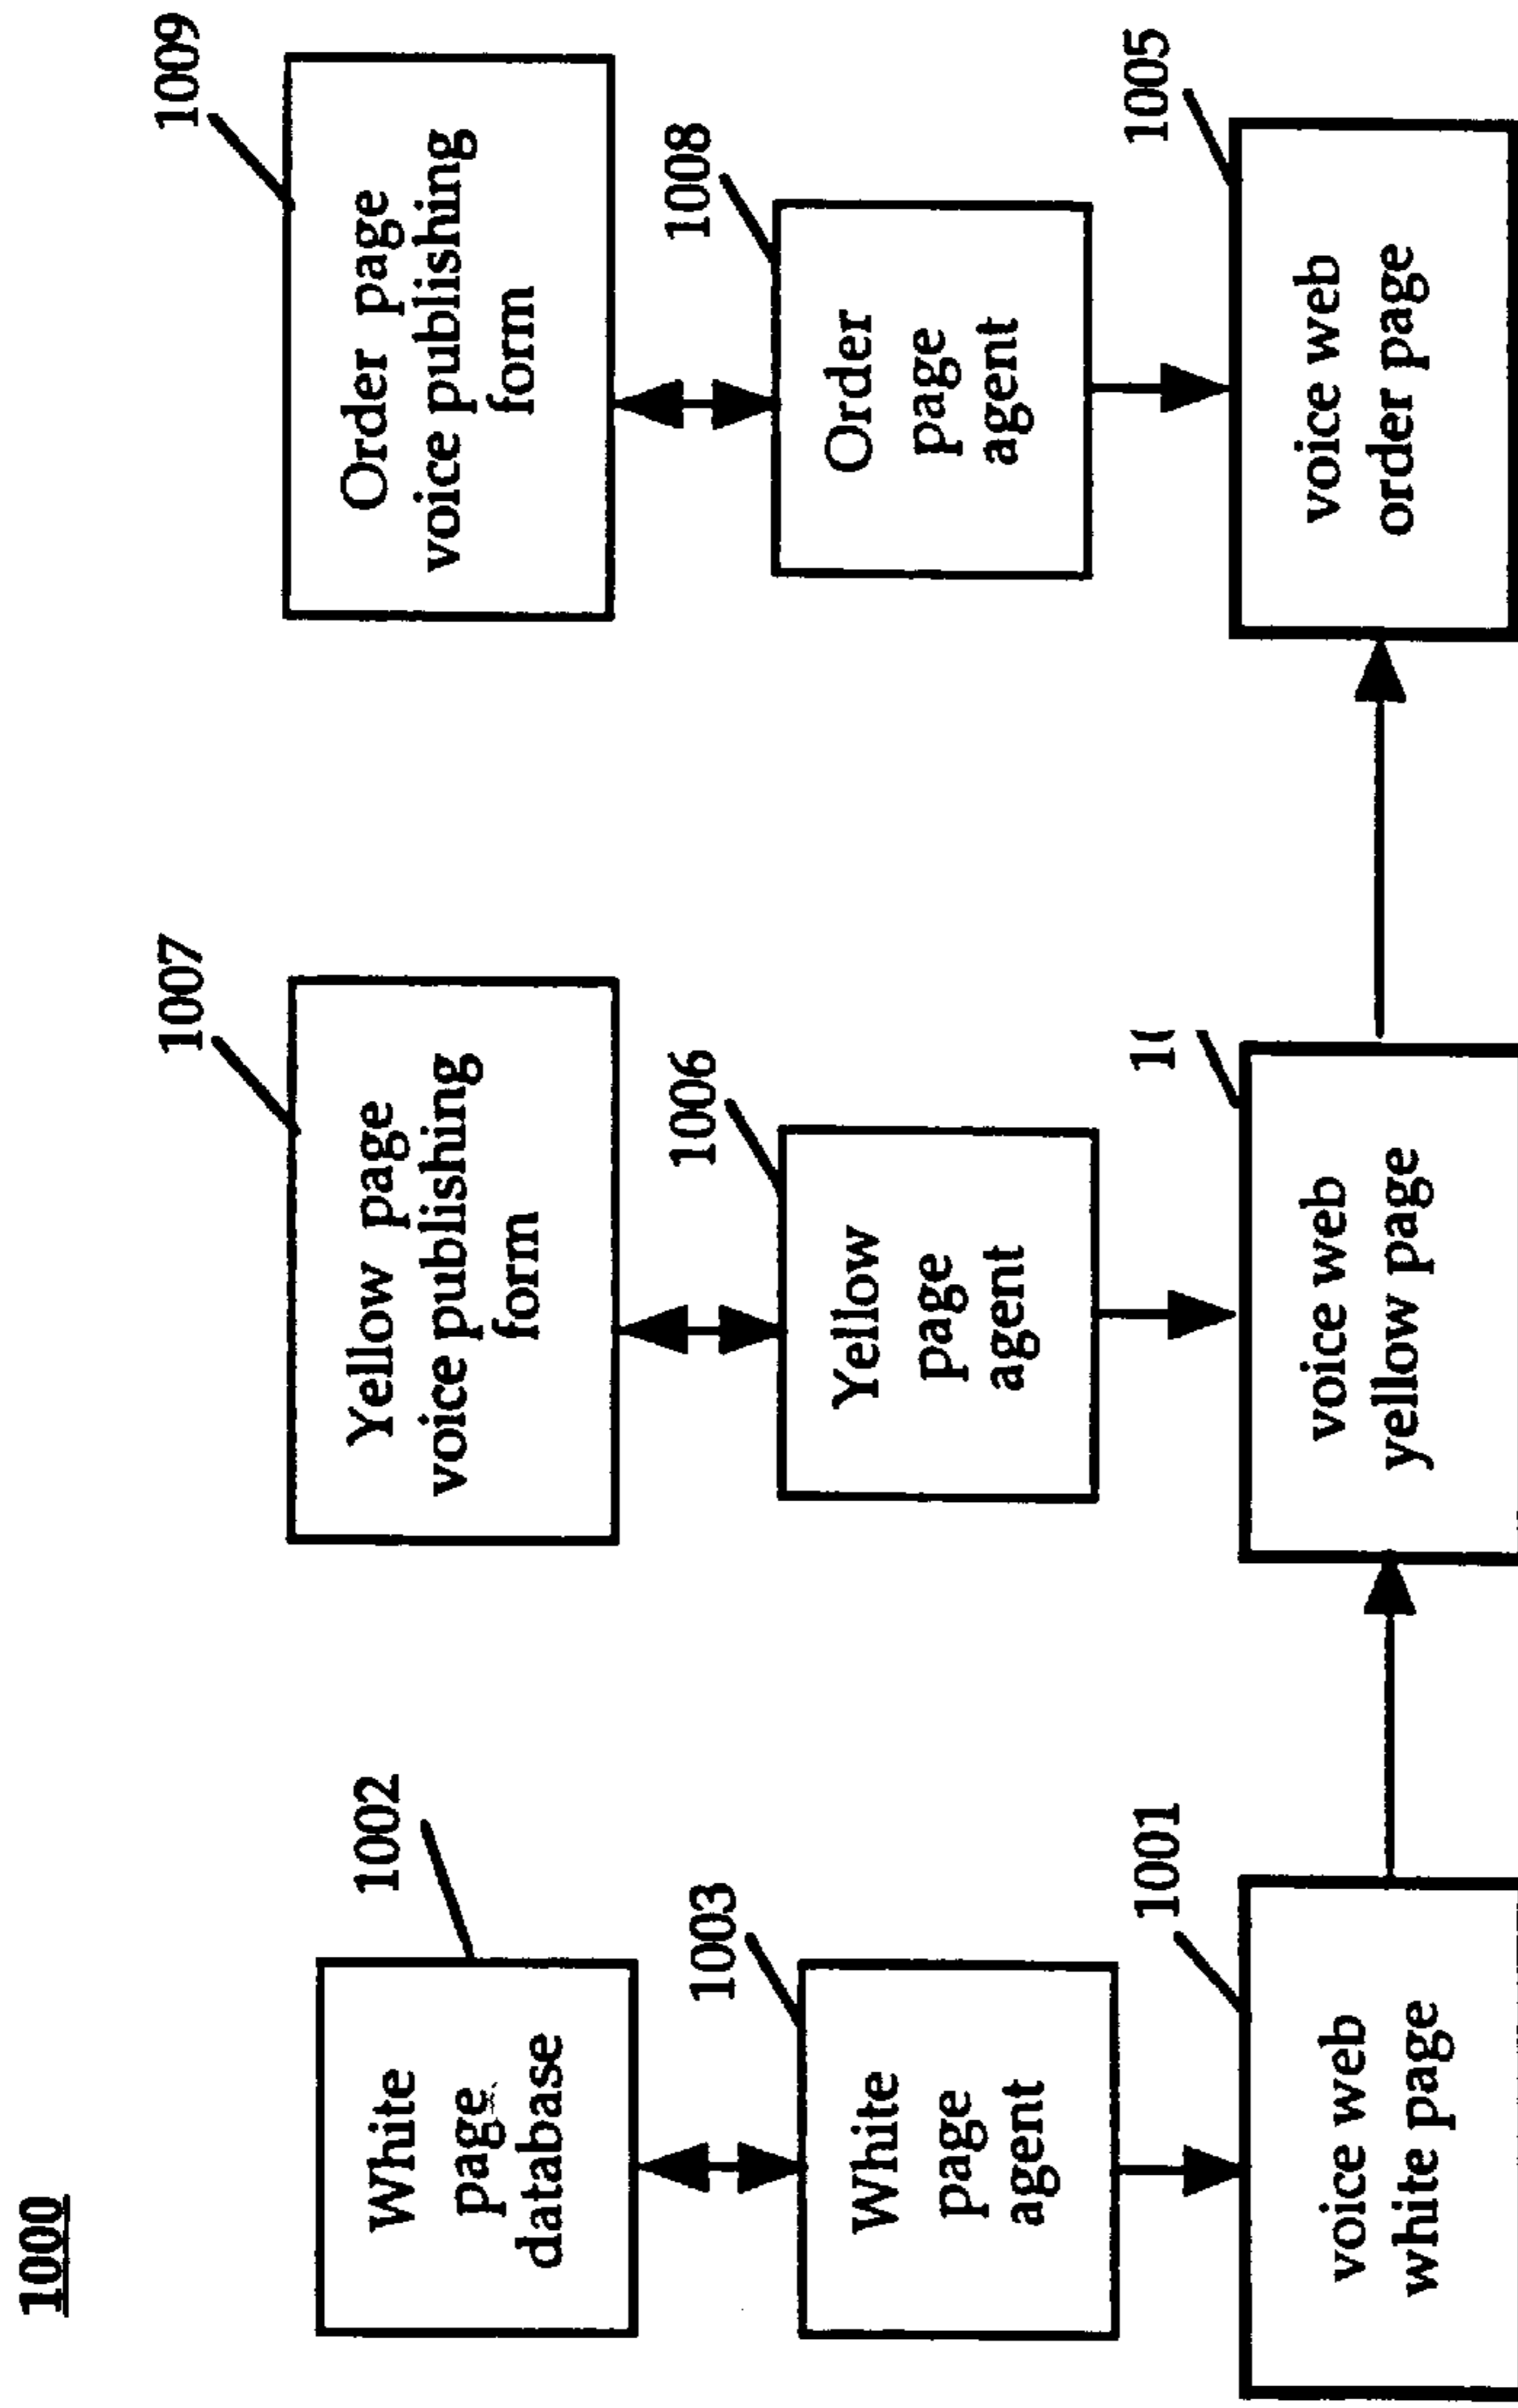 1000
1002
White
page
database
1007
Yellow page
voice publishing
form
1009
Order page
voice publishing
form
1003
White
page
agent
1006
Yellow
page
agent
1008
Order
page
agent
1001
voice web
white page
voice web
yellow page
1005
voice web
order page